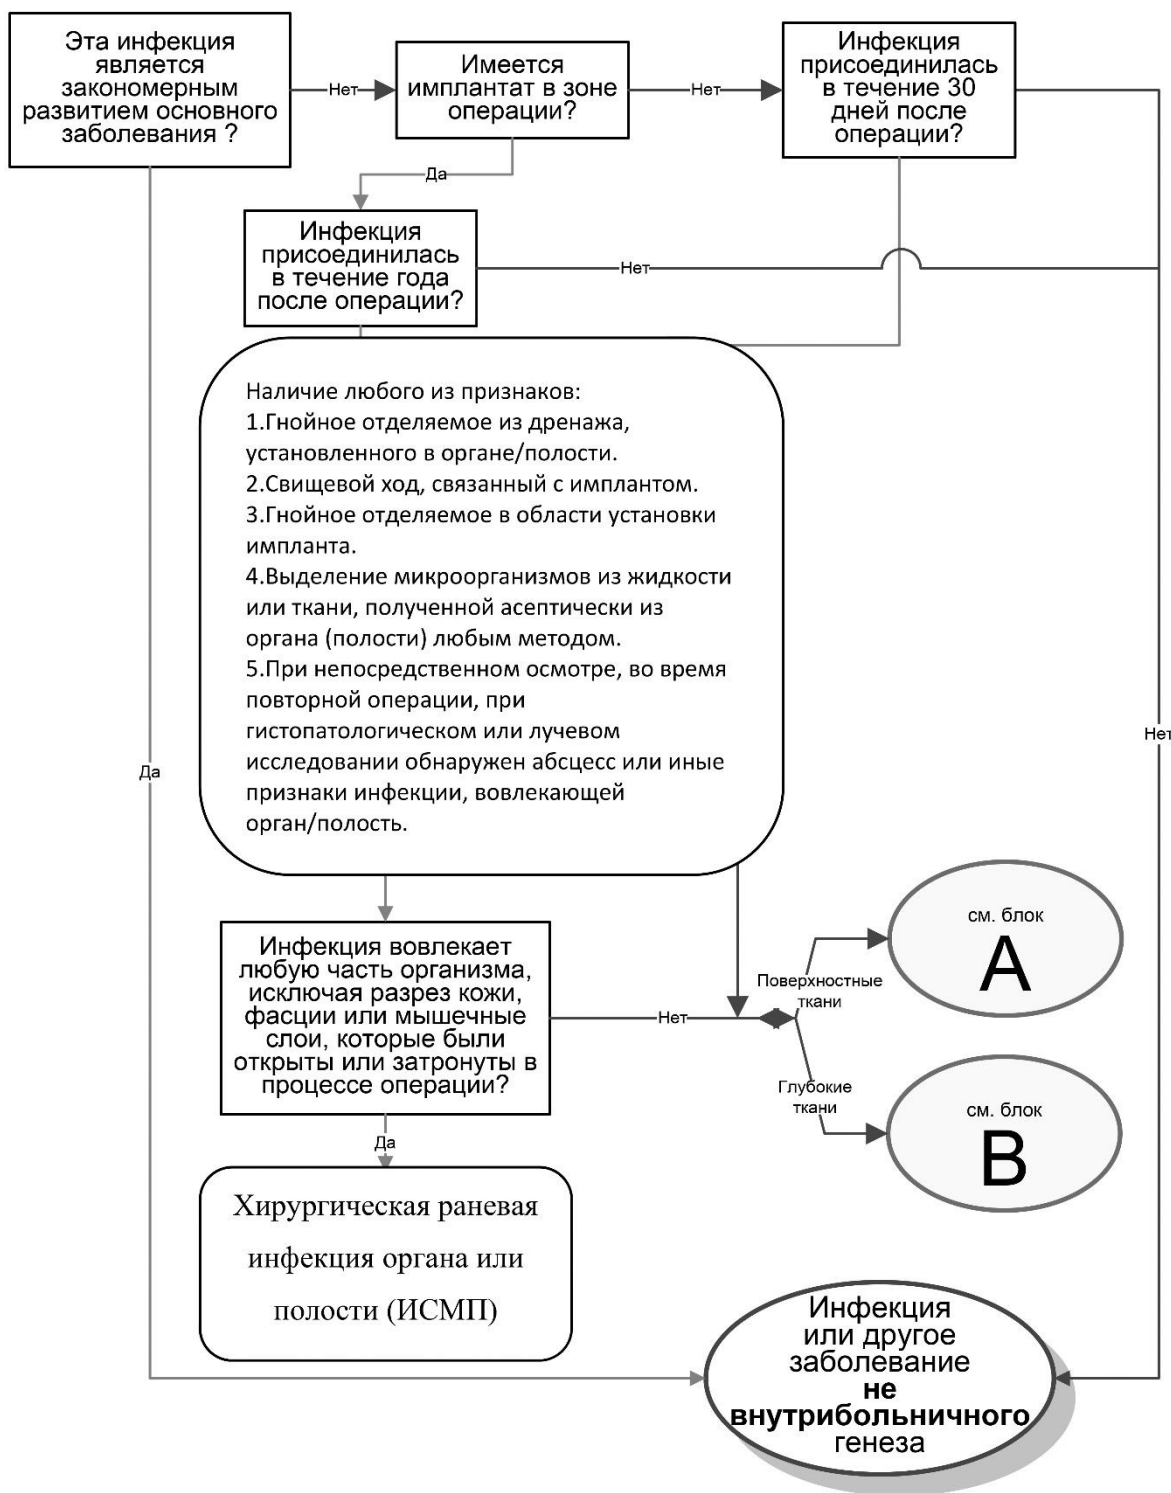 Эта инфекция
является
закономерным
развитием основного
заболевания ?
Нет
Имеется
имплантат в зоне
операции?
Нет
Инфекция
присоединилась
в течение 30
дней после
операции?
Да
Инфекция
присоединилась
в течение года
после операции?
Нет
Наличие любого из признаков:
1.Гнойное отделяемое из дренажа,
установленного в органе/полости.
2.Свищевой ход, связанный с имплантом.
3.Гнойное отделяемое в области установки
импланта.
4.Выделение микроорганизмов из жидкости
или ткани, полученной асептически из
органа (полости) любым методом.
5.При непосредственном осмотре, во время
повторной операции, при
гистопатологическом или лучевом
исследовании обнаружен абсцесс или иные
признаки инфекции, вовлекающей
орган/полость.
Нет
Да
Инфекция вовлекает
любую часть организма,
исключая разрез кожи,
фасции или мышечные
слои, которые были
открыты или затронуты в
процессе операции?
Нет
Поверхностные
ткани
см. блок
А
Глубокие
ткани
см. блок
В
Да
Хирургическая раневая
инфекция органа или
полости (ИСМП)
Инфекция
или другое
заболевание
не
внутрибольничного
генеза